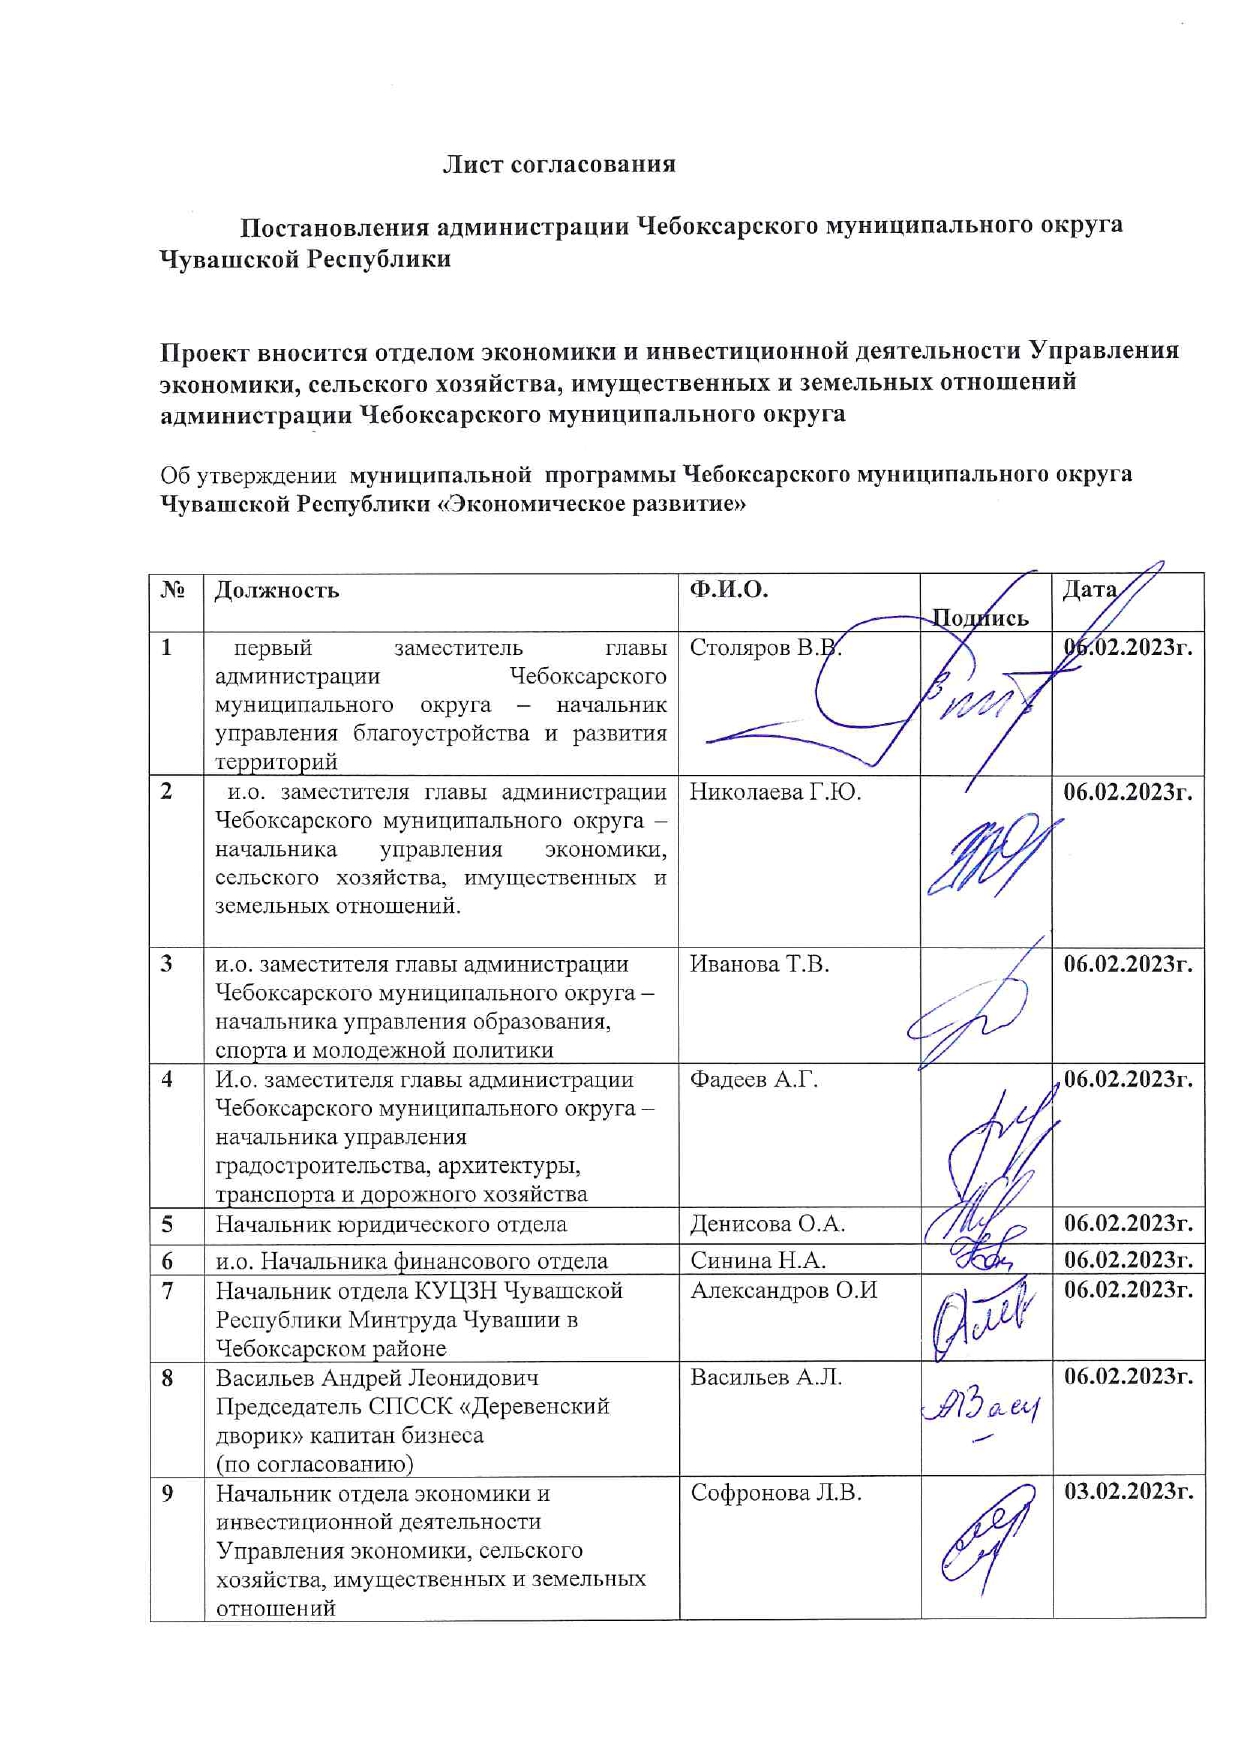 Лист согласования
Постановления администрации Чебоксарского муниципального округа
Чувашской Республики
Проект вносится отделом экономики и инвестиционной деятельности Управления
экономики, сельского хозяйства, имущественных и земельных отношений
администрации Чебоксарского муниципального округа
Об утверждении муниципальной программы Чебоксарского муниципального округа
Чувашской Республики «Экономическое развитие»
№ Должность Ф.И.О. Подпись Дата
1 первый заместитель главы Столяров В.В. 06.02.2023г.
администрации Чебоксарского
муниципального округа – начальник
управления благоустройства и развития
территорий
2 и.о. заместителя главы администрации Николаева Г.Ю. 06.02.2023г.
Чебоксарского муниципального округа –
начальника управления экономики,
сельского хозяйства, имущественных и
земельных отношений.
3 и.о. заместителя главы администрации Иванова Т.В. 06.02.2023г.
Чебоксарского муниципального округа –
начальника управления образования,
спорта и молодежной политики
4 И.о. заместителя главы администрации Фадеев А.Г. 06.02.2023г.
Чебоксарского муниципального округа –
начальника управления
градостроительства, архитектуры,
транспорта и дорожного хозяйства
5 Начальник юридического отдела Денисова О.А. 06.02.2023г.
6 и.о. Начальника финансового отдела Синина Н.А. 06.02.2023г.
7 Начальник отдела КУЦЗН Чувашской Александров О.И 06.02.2023г.
Республики Минтруда Чувашии в
Чебоксарском районе
8 Васильев Андрей Леонидович Васильев А.Л. 06.02.2023г.
Председатель СПССК «Деревенский
дворик» капитан бизнеса
(по согласованию)
9 Начальник отдела экономики и Софронова Л.В. 03.02.2023г.
инвестиционной деятельности
Управления экономики, сельского
хозяйства, имущественных и земельных
отношений